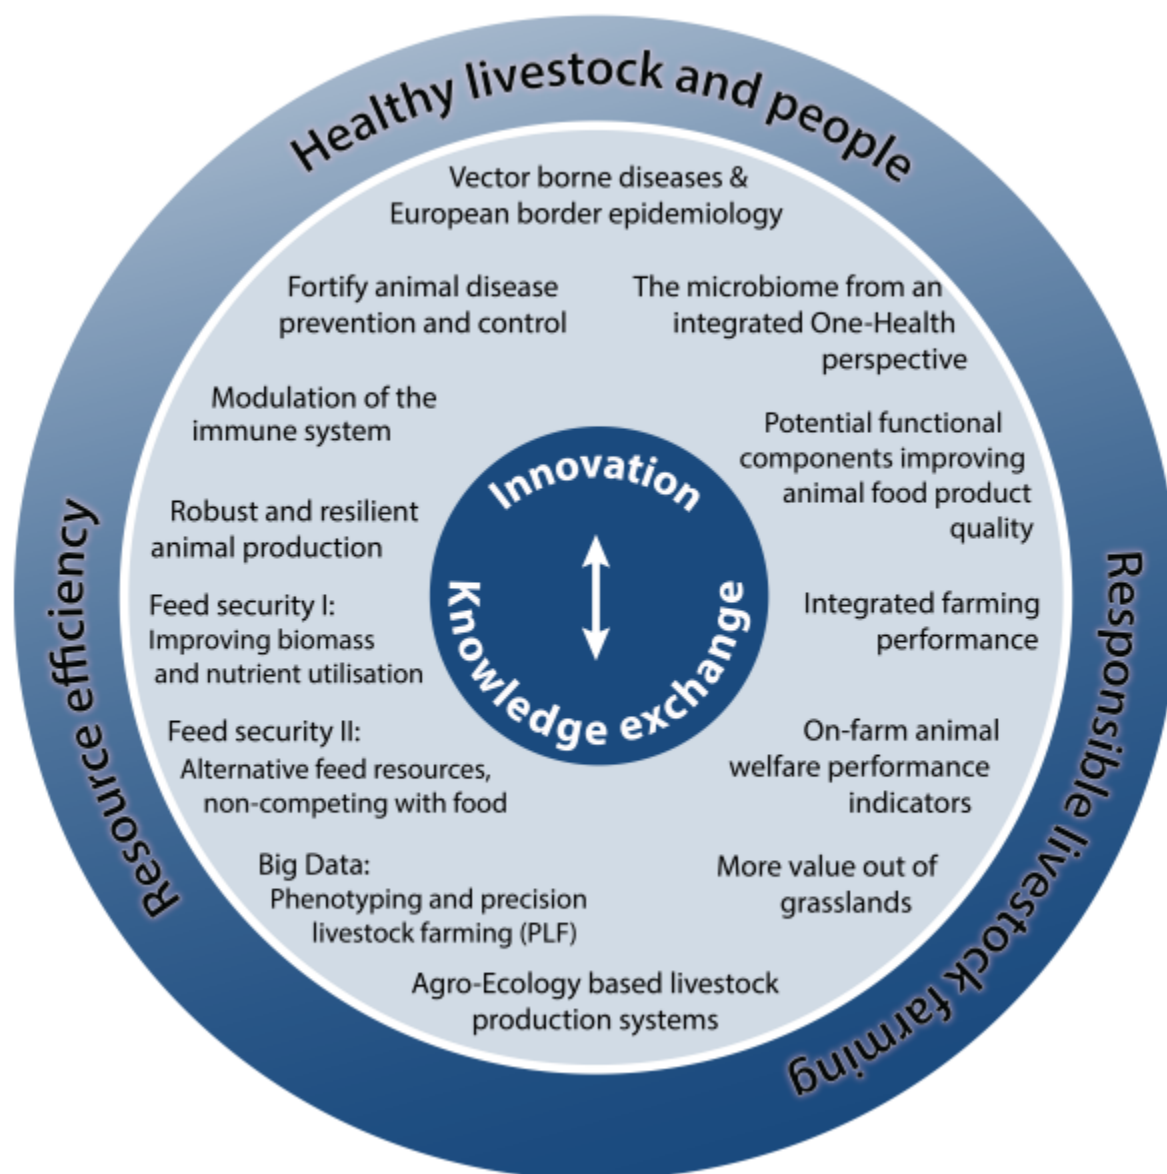 Healthy livestock and people
Vector borne diseases &
European border epidemiology
Fortify animal disease
prevention and control
The microbiome from an
integrated One-Health
perspective
Modulation of the
immune system
Potential functional
components improving
animal food product
quality
Innovation
Knowledge exchange
Robust and resilient
animal production
Feed security I:
Improving biomass
and nutrient utilisation
Integrated farming
performance
Feed security II:
Alternative feed resources,
non-competing with food
On-farm animal
welfare performance
indicators
Big Data:
Phenotyping and precision
livestock farming (PLF)
More value out of
grasslands
Agro-Ecology based livestock
production systems
Resource efficiency
Responsible livestock farming